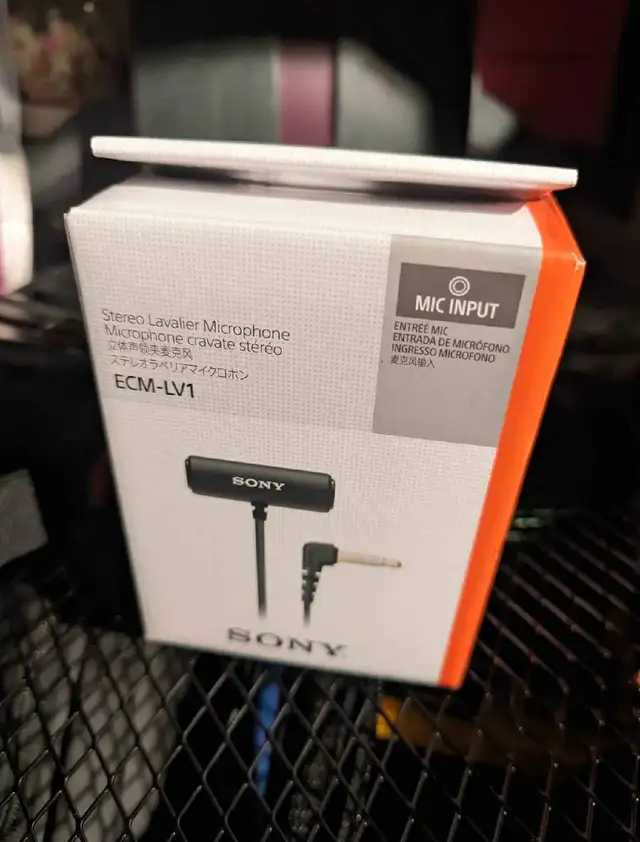 Stereo Lavalier Microphone
Microphone cravate stéréo
立体声领夹麦克风
ステレオラベリアマイクロホン
ECM-LV1
MIC INPUT
ENTRÉE MIC
ENTRADA DE MICRÓFONO
INGRESSO MICROFONO
麦克风输入
SONY
SONY